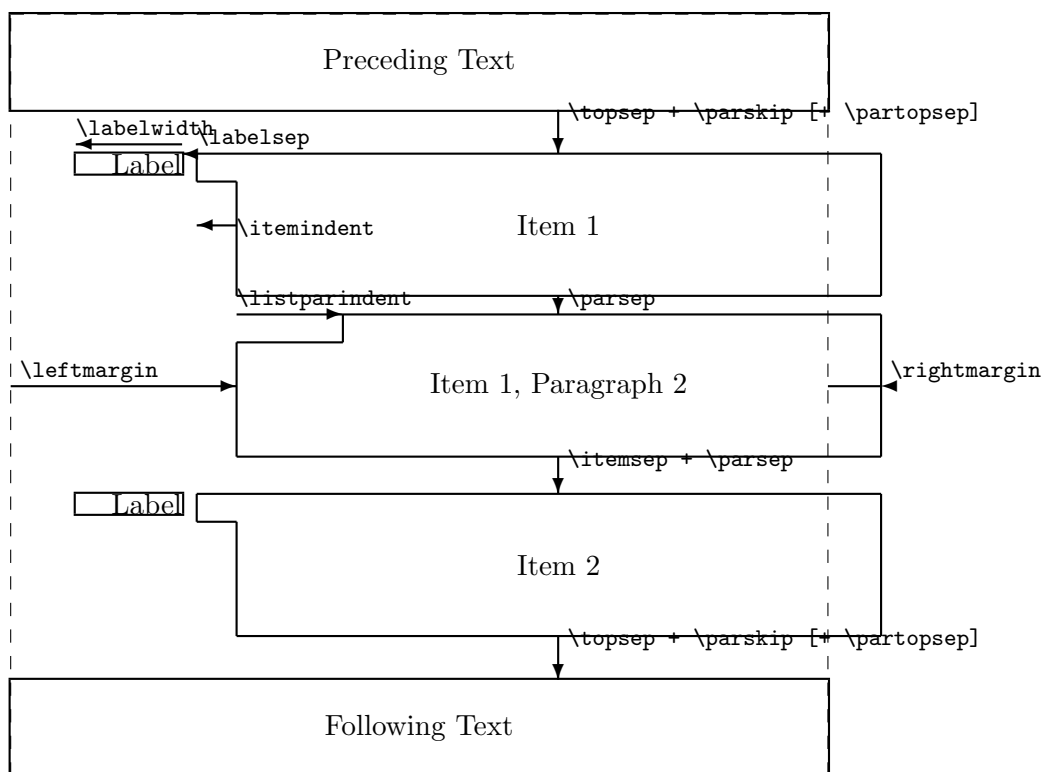 Preceding Text
\topsep + \parskip [+ \partopsep]
\labelwidth
\labelsep
Label
Item 1
\itemindent
\listparindent
\parsep
\leftmargin
Item 1, Paragraph 2
\rightmargin
\itemsep + \parsep
Label
Item 2
\topsep + \parskip [+ \partopsep]
Following Text